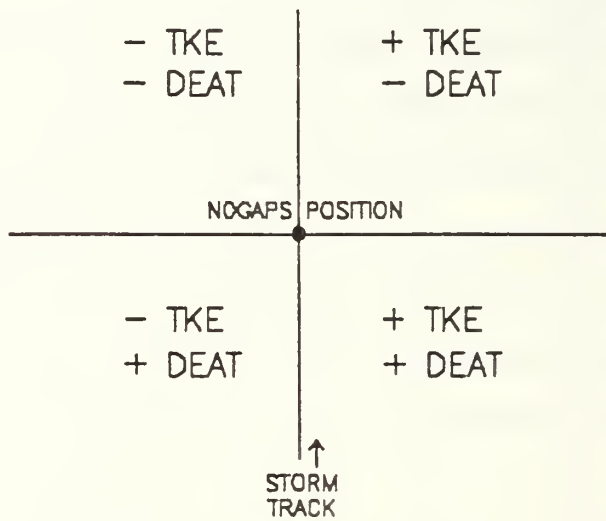 − TKE + TKE
− DEAT − DEAT
NOGAPS POSITION
− TKE + TKE
+ DEAT + DEAT
↑
STORM
TRACK